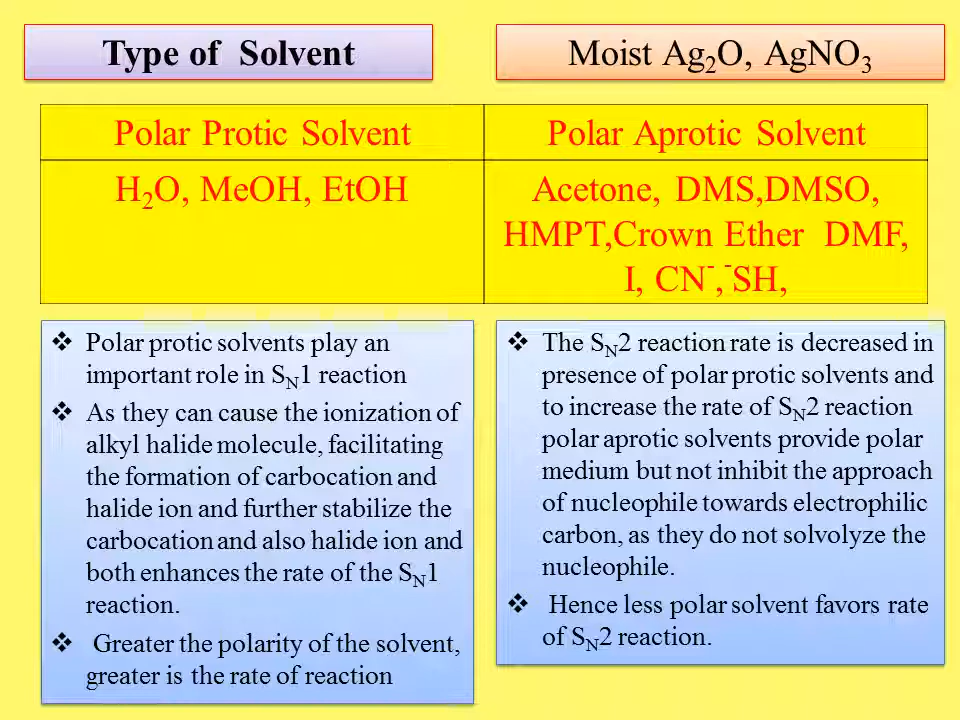 Type of Solvent
Moist Ag₂O, AgNO₃
Polar Protic Solvent
Polar Aprotic Solvent
H₂O, MeOH, EtOH
Acetone, DMS,DMSO,
HMPT,Crown Ether DMF,
I, CN⁻,⁻SH,
❖ Polar protic solvents play an
important role in S_N1 reaction
❖ As they can cause the ionization of
alkyl halide molecule, facilitating
the formation of carbocation and
halide ion and further stabilize the
carbocation and also halide ion and
both enhances the rate of the S_N1
reaction.
❖ Greater the polarity of the solvent,
greater is the rate of reaction
❖ The S_N2 reaction rate is decreased in
presence of polar protic solvents and
to increase the rate of S_N2 reaction
polar aprotic solvents provide polar
medium but not inhibit the approach
of nucleophile towards electrophilic
carbon, as they do not solvolyze the
nucleophile.
❖ Hence less polar solvent favors rate
of S_N2 reaction.